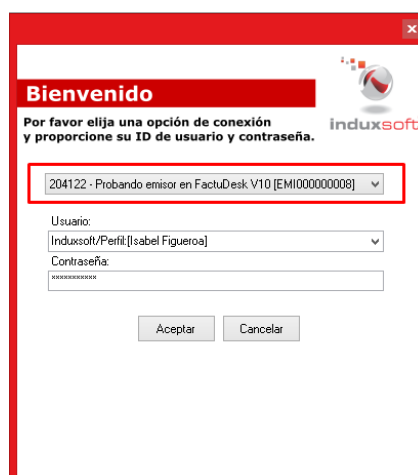 x
Bienvenido
Por favor elija una opción de conexión
y proporcione su ID de usuario y contraseña.
induxsoft
204122 - Probando emisor en FactuDesk V10 [EMI000000008]
Usuario:
Induxsoft/Perfil:[Isabel Figueroa]
Contraseña:
xxxxxxxxxxx
Aceptar Cancelar